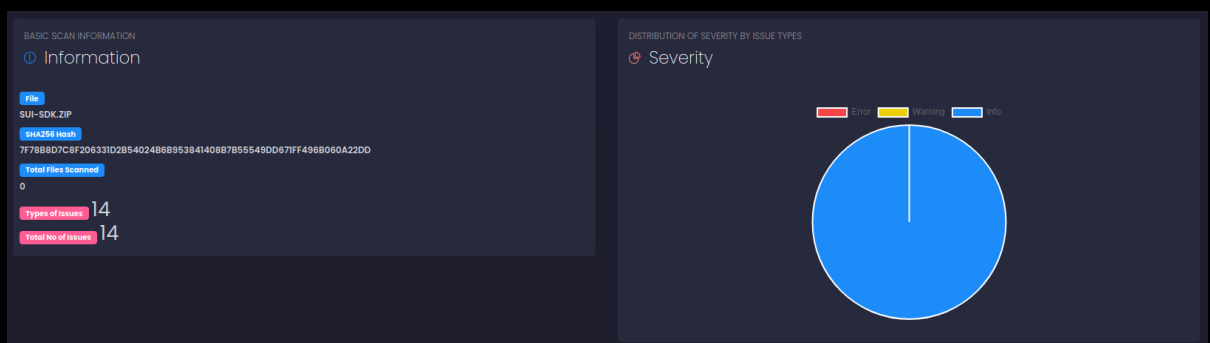 BASIC SCAN INFORMATION
Information
File
SUI-SDK.ZIP
SHA256 Hash
7F78B8D7C8F206331D2B54024B6B953841408B7B55549DD671FF496B060A22DD
Total Files Scanned
0
Types of Issues 14
Total No of Issues 14
DISTRIBUTION OF SEVERITY BY ISSUE TYPES
Severity
Error Warning Info